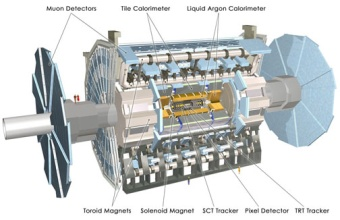 Muon Detectors
Tile Calorimeter
Liquid Argon Calorimeter
Toroid Magnets
Solenoid Magnet
SCT Tracker
Pixel Detector
TRT Tracker